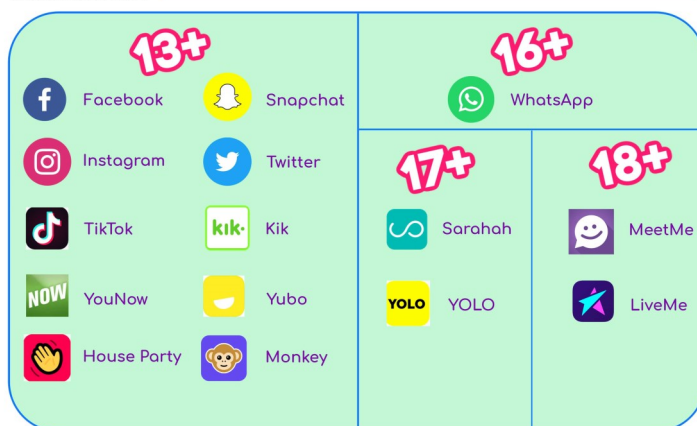 13+
Facebook
Snapchat
Instagram
Twitter
TikTok
kik.
Kik
NOW
YouNow
Yubo
House Party
Monkey
16+
WhatsApp
17+
Sarahah
YOLO
YOLO
18+
MeetMe
LiveMe